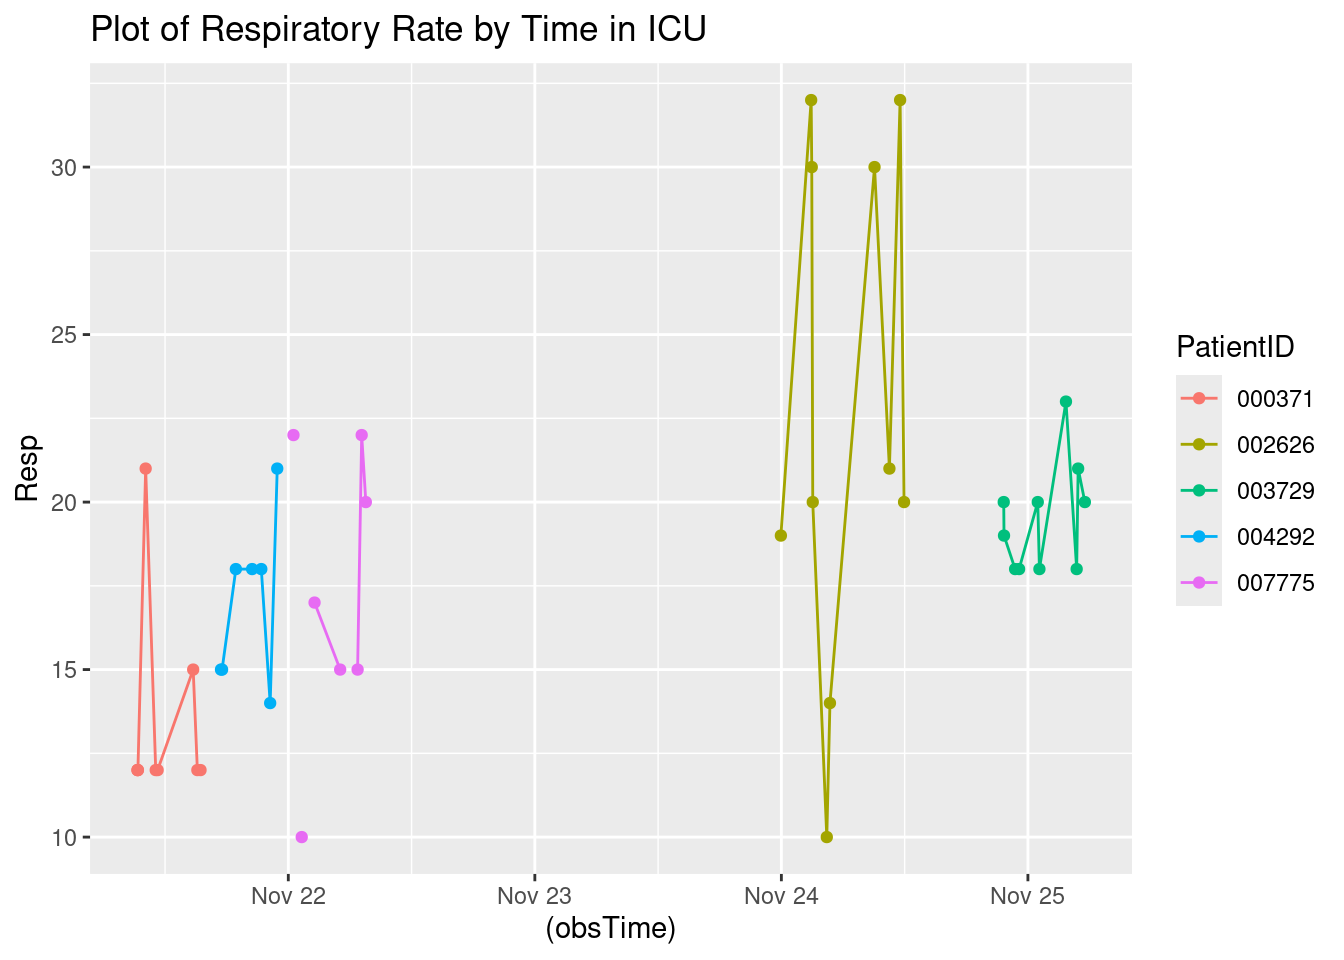 Plot of Respiratory Rate by Time in ICU
30
25
20
15
10
Resp
Nov 22 Nov 23 Nov 24 Nov 25
(obsTime)
PatientID
000371
002626
003729
004292
007775